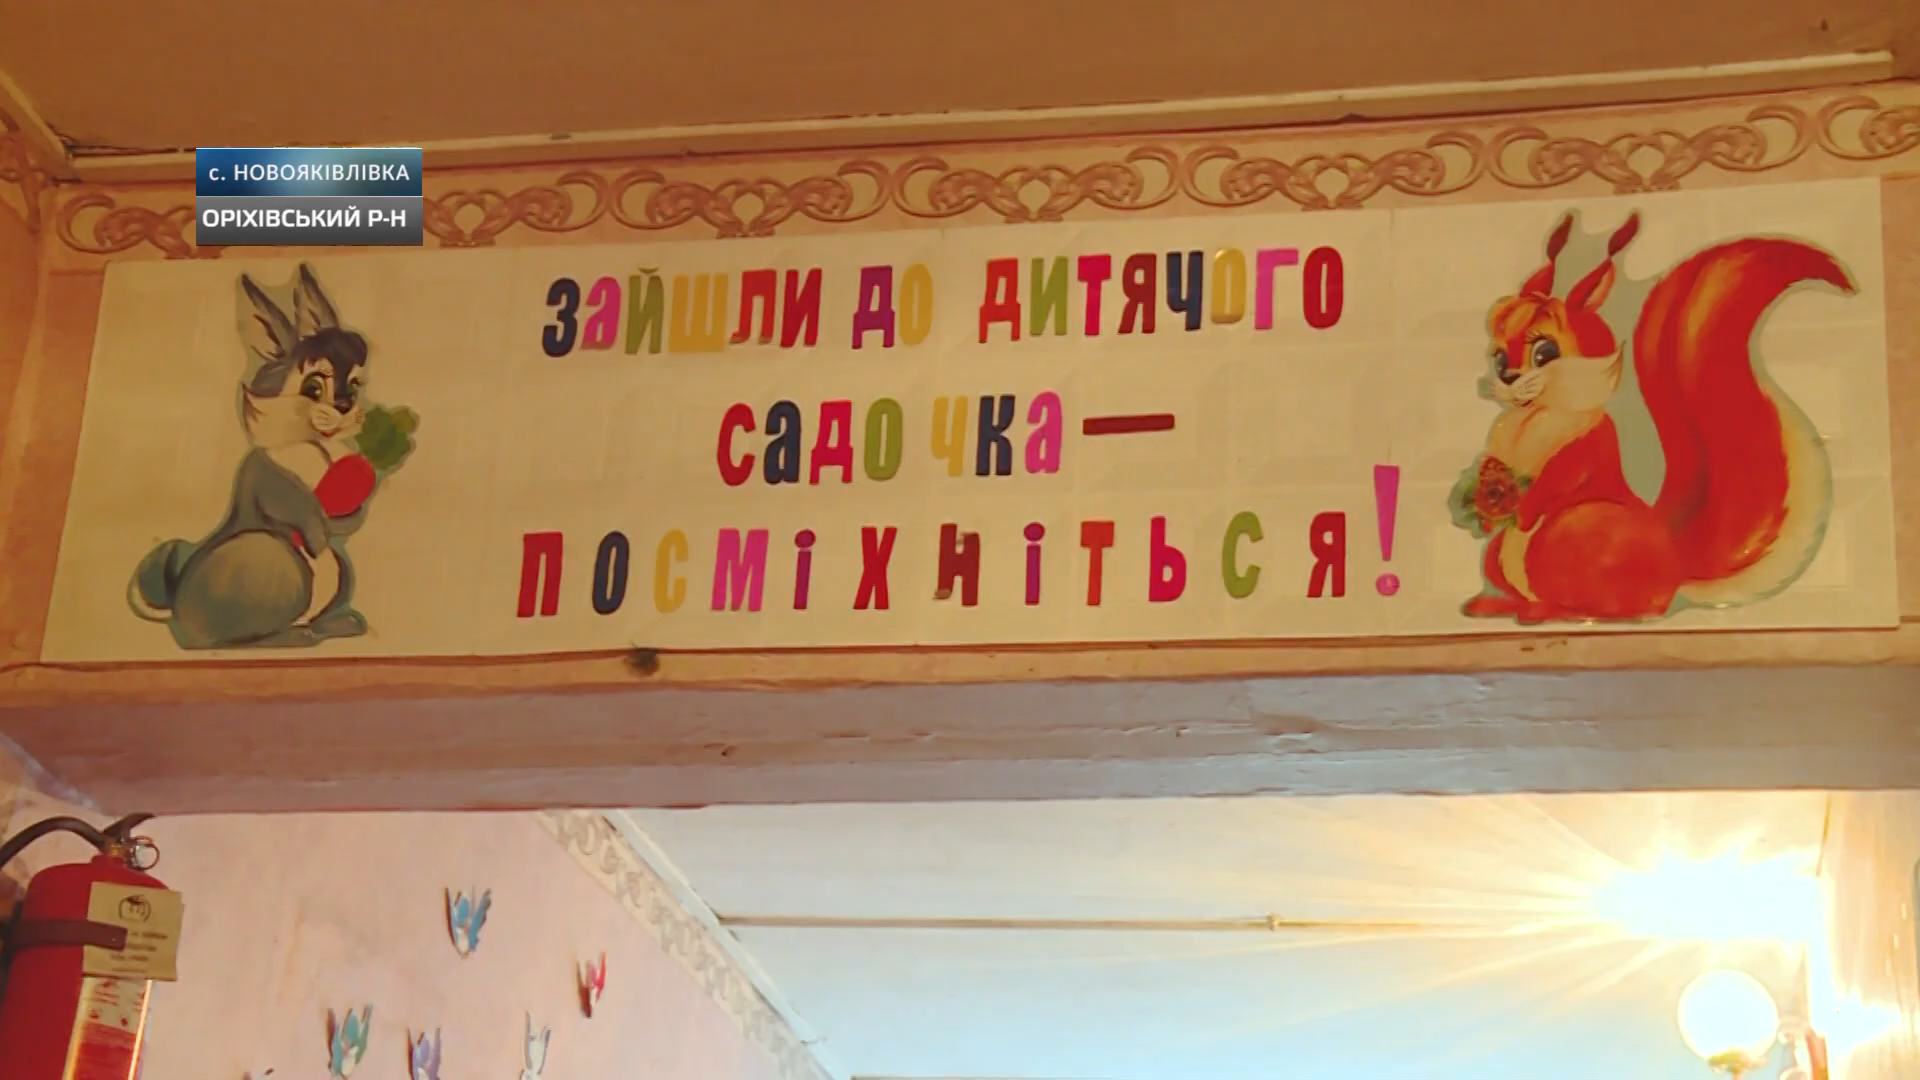 с. НОВОЯКІВЛІВКА
ОРІХІВСЬКИЙ Р-Н
ЗАЙШЛИ ДО ДИТЯЧОГО
САДОЧКА —
ПОСМІХНІТЬСЯ!